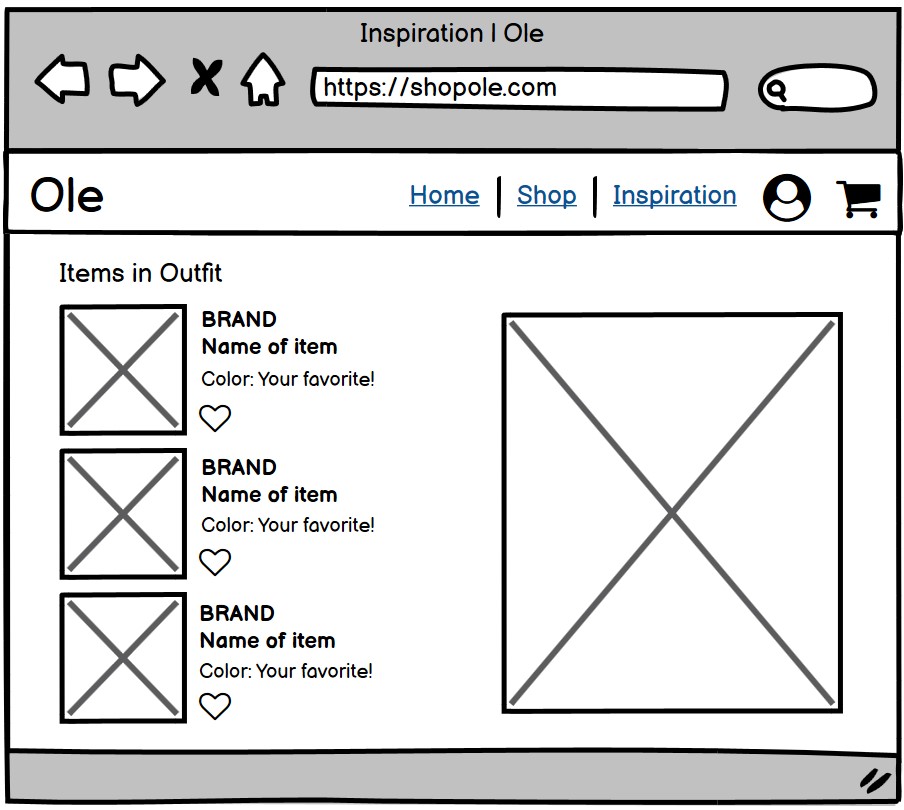 Inspiration | Ole
https://shopole.com
Ole
Home | Shop | Inspiration
Items in Outfit
BRAND
Name of item
Color: Your favorite!
BRAND
Name of item
Color: Your favorite!
BRAND
Name of item
Color: Your favorite!